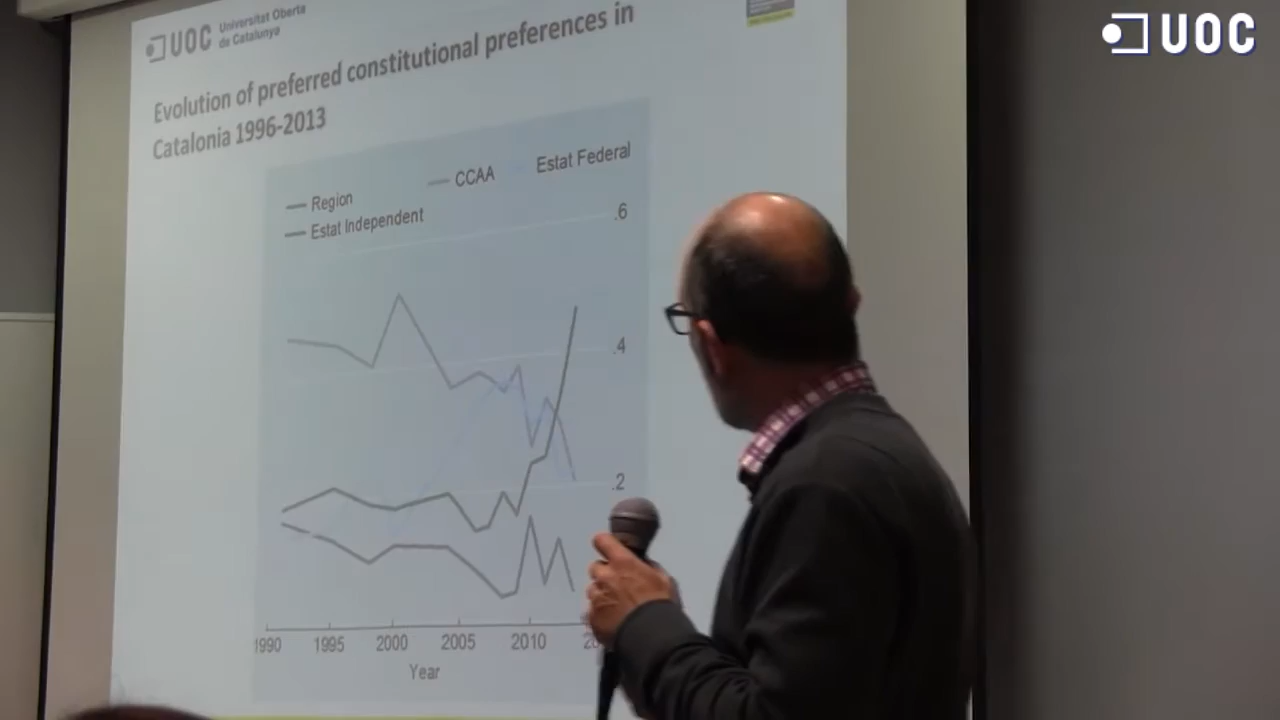 UOC
Universitat Oberta
de Catalunya
UOC
Evolution of preferred constitutional preferences in
Catalonia 1996-2013
Region
CCAA
Estat Federal
Estat Independent
.6
.4
.2
1990
1995
2000
2005
2010
Year